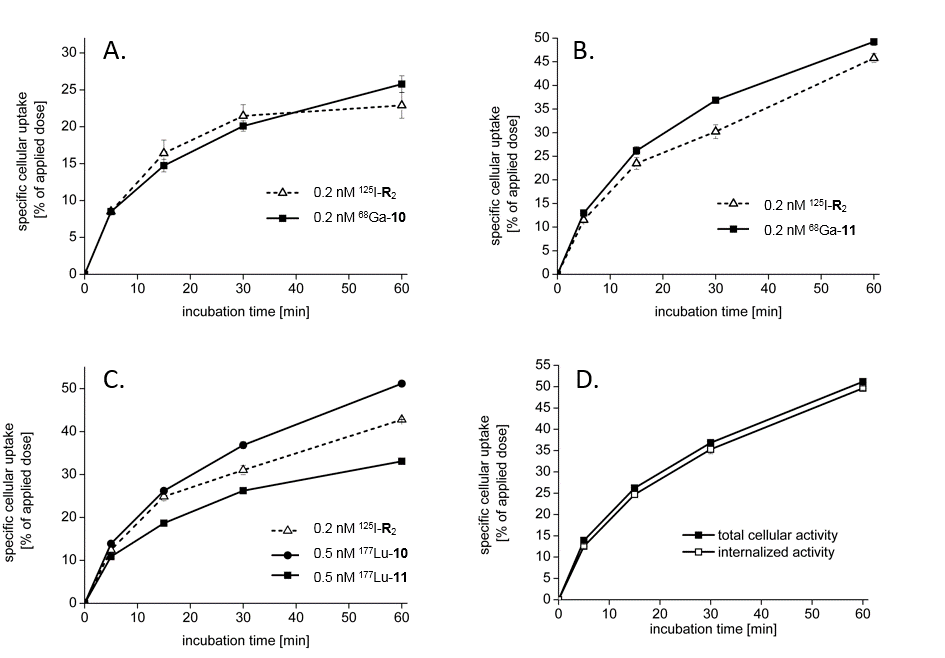 A.
specific cellular uptake
[% of applied dose]
30
25
20
15
10
5
0
0 10 20 30 40 50 60
incubation time [min]
0.2 nM ¹²⁵I-R₂
0.2 nM ⁶⁸Ga-10
B.
specific cellular uptake
[% of applied dose]
50
45
40
35
30
25
20
15
10
5
0
0 10 20 30 40 50 60
incubation time [min]
0.2 nM ¹²⁵I-R₂
0.2 nM ⁶⁸Ga-11
C.
specific cellular uptake
[% of applied dose]
50
40
30
20
10
0
0 10 20 30 40 50 60
incubation time [min]
0.2 nM ¹²⁵I-R₂
0.5 nM ¹⁷⁷Lu-10
0.5 nM ¹⁷⁷Lu-11
D.
specific cellular uptake
[% of applied dose]
55
50
45
40
35
30
25
20
15
10
5
0
0 10 20 30 40 50 60
incubation time [min]
total cellular activity
internalized activity